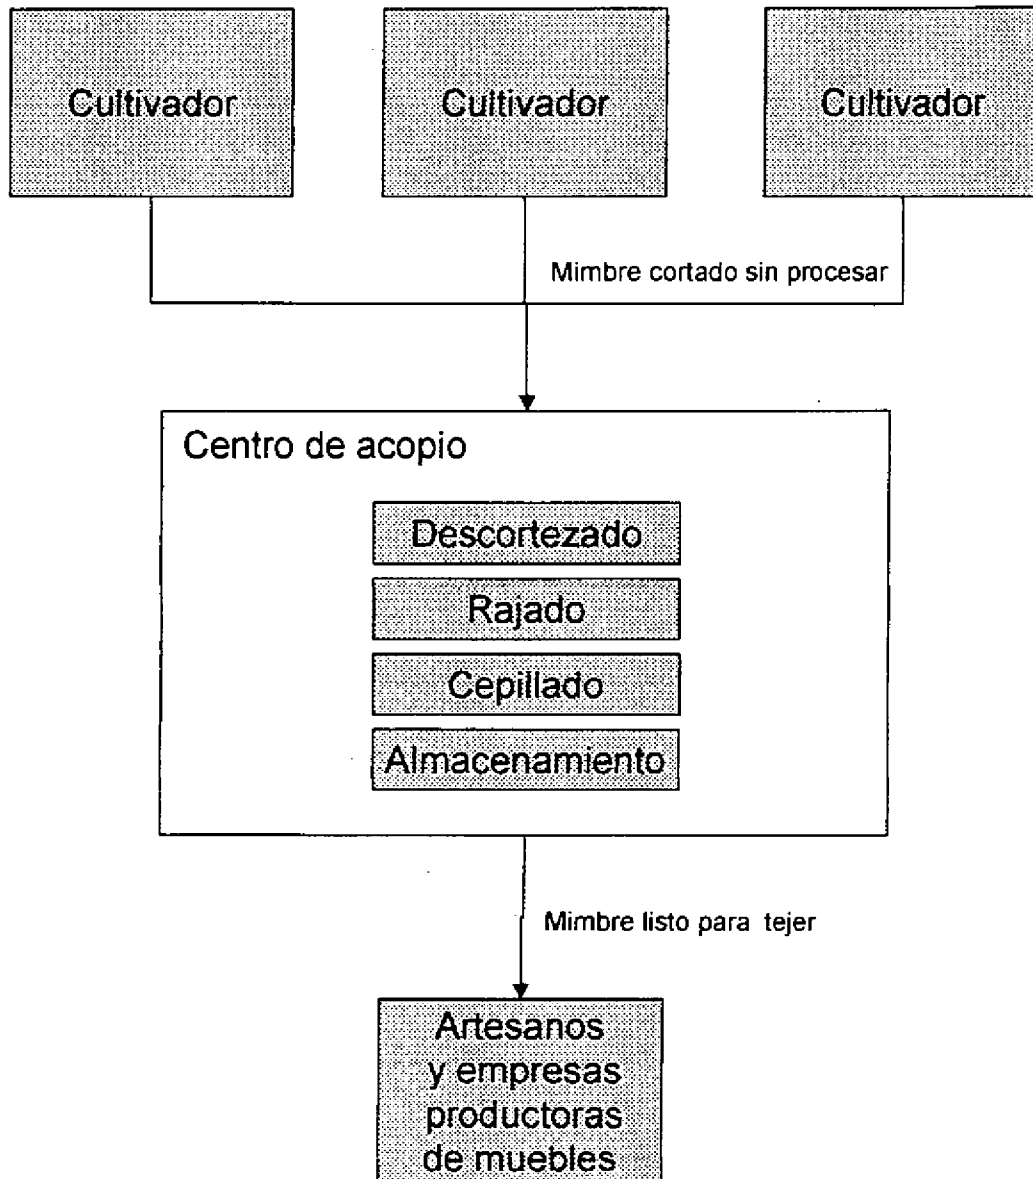 Cultivador
Cultivador
Cultivador
Mimbre cortado sin procesar
Centro de acopio
Descortezado
Rajado
Cepillado
Almacenamiento
Mimbre listo para tejer
Artesanos
y empresas
productoras
de muebles